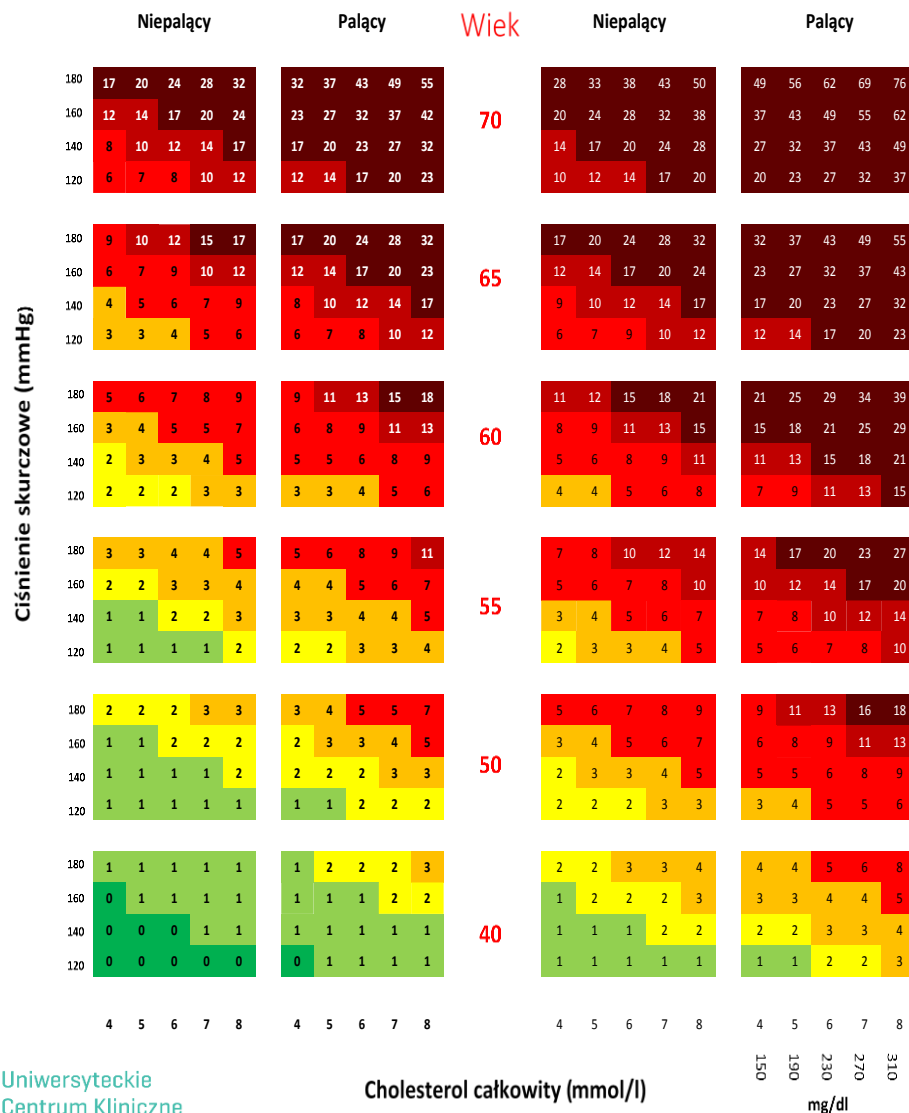 Niepalący Palący Wiek Niepalący Palący
180 17 20 24 28 32 32 37 43 49 55 28 33 38 43 50 49 56 62 69 76
160 12 14 17 20 24 23 27 32 37 42 20 24 28 32 38 37 43 49 55 62
70
140 8 10 12 14 17 17 20 23 27 32 14 17 20 24 28 27 32 37 43 49
120 6 7 8 10 12 12 14 17 20 23 10 12 14 17 20 20 23 27 32 37
180 9 10 12 15 17 17 20 24 28 32 17 20 24 28 32 32 37 43 49 55
160 6 7 9 10 12 12 14 17 20 23 12 14 17 20 24 23 27 32 37 43
65
140 4 5 6 7 9 8 10 12 14 17 9 10 12 14 17 17 20 23 27 32
120 3 3 4 5 6 6 7 8 10 12 6 7 9 10 12 12 14 17 20 23
Ciśnienie skurczowe (mmHg)
180 5 6 7 8 9 9 11 13 15 18 11 12 15 18 21 21 25 29 34 39
160 3 4 5 5 7 6 8 9 11 13 8 9 11 13 15 15 18 21 25 29
60
140 2 3 3 4 5 5 5 6 8 9 5 6 8 9 11 11 13 15 18 21
120 2 2 2 3 3 3 3 4 5 6 4 4 5 6 8 7 9 11 13 15
180 3 3 4 4 5 5 6 8 9 11 7 8 10 12 14 14 17 20 23 27
160 2 2 3 3 4 4 4 5 6 7 5 6 7 8 10 10 12 14 17 20
55
140 1 1 2 2 3 3 3 4 4 5 3 4 5 6 7 7 8 10 12 14
120 1 1 1 1 2 2 2 3 3 4 2 3 3 4 5 5 6 7 8 10
180 2 2 2 3 3 3 4 5 5 7 5 6 7 8 9 9 11 13 16 18
160 1 1 2 2 2 2 3 3 4 5 3 4 5 6 7 6 8 9 11 13
50
140 1 1 1 1 2 2 2 2 3 3 2 3 3 4 5 5 5 6 8 9
120 1 1 1 1 1 1 1 2 2 2 2 2 2 3 3 3 4 5 5 6
180 1 1 1 1 1 1 2 2 2 3 2 2 3 3 4 4 4 5 6 8
160 0 1 1 1 1 1 1 1 2 2 1 2 2 2 3 3 3 4 4 5
40
140 0 0 0 1 1 1 1 1 1 1 1 1 1 2 2 2 2 3 3 4
120 0 0 0 0 0 0 1 1 1 1 1 1 1 1 1 1 1 2 2 3
4 5 6 7 8 4 5 6 7 8 4 5 6 7 8 4 5 6 7 8
150 190 230 270 310
mg/dl
Cholesterol całkowity (mmol/l)
Uniwersyteckie
Centrum Kliniczne